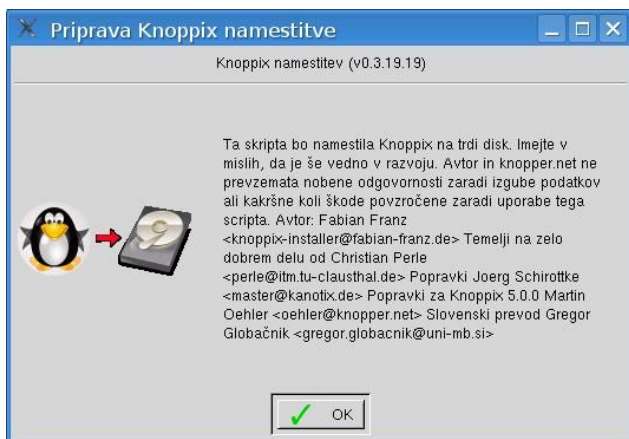 Priprava Knoppix namestitve
Knoppix namestitev (v0.3.19.19)
Ta skripta bo namestila Knoppix na trdi disk. Imejte v
mislih, da je še vedno v razvoju. Avtor in knopper.net ne
prevzemata nobene odgovornosti zaradi izgube podatkov
ali kakršne koli škode povzročene zaradi uporabe tega
scripta. Avtor: Fabian Franz
<knoppix-installer@fabian-franz.de> Temelji na zelo
dobrem delu od Christian Perle
<perle@itm.tu-clausthal.de> Popravki Joerg Schirottke
<master@kanotix.de> Popravki za Knoppix 5.0.0 Martin
Oehler <oehler@knopper.net> Slovenski prevod Gregor
Globačnik <gregor.globacnik@uni-mb.si>
OK